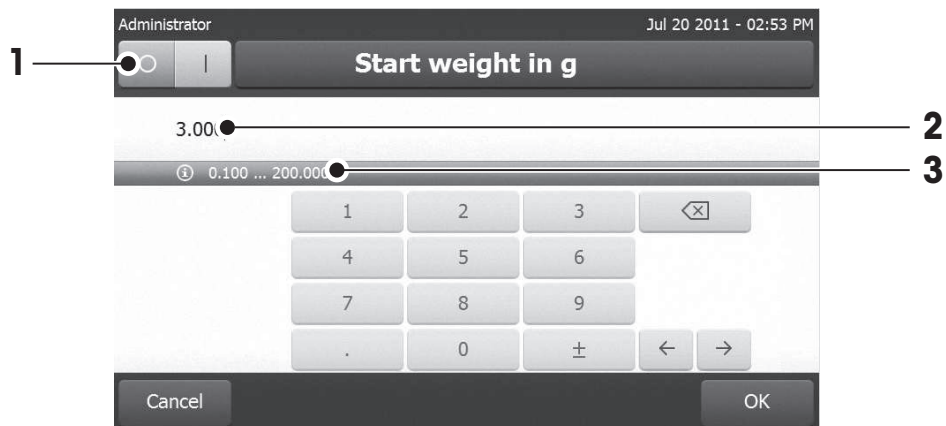 Administrator Jul 20 2011 - 02:53 PM
1
O | Start weight in g
3.00 2
0.100 ... 200.000 3
1 2 3
4 5 6
7 8 9
. 0 ± ← →
Cancel OK